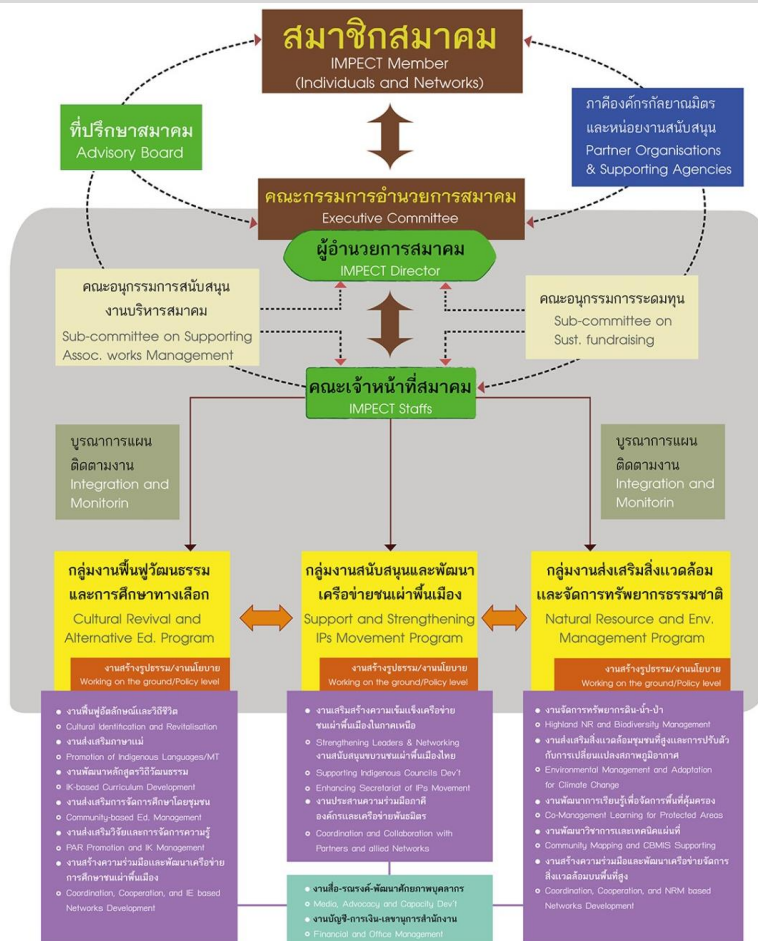 สมาชิกสมาคม
IMPECT Member
(Individuals and Networks)
ที่ปรึกษาสมาคม
Advisory Board
ภาคีองค์กรกัลยาณมิตร
และหน่อยงานสนับสนุน
Partner Organisations
& Supporting Agencies
คณะกรรมการอำนวยการสมาคม
Executive Committee
ผู้อำนวยการสมาคม
IMPECT Director
คณะอนุกรรมการสนับสนุน
งานบริหารสมาคม
Sub-committee on Supporting
Assoc. works Management
คณะอนุกรรมการระดมทุน
Sub-committee on
Sust. fundraising
คณะเจ้าหน้าที่สมาคม
IMPECT Staffs
บูรณาการแผน
ติดตามงาน
Integration and
Monitorin
บูรณาการแผน
ติดตามงาน
Integration and
Monitorin
กลุ่มงานฟื้นฟูวัฒนธรรม
และการศึกษาทางเลือก
Cultural Revival and
Alternative Ed. Program
งานสร้างรูปธรรม/งานนโยบาย
Working on the ground/Policy level
งานฟื้นฟูอัตลักษณ์และวิถีชีวิต
Cultural Identification and Revitalisation
งานส่งเสริมภาษาแม่
Promotion of Indigenous Languages/MT
งานพัฒนาหลักสูตรวิถีวัฒนธรรม
IK-based Curriculum Development
งานส่งเสริมการจัดการศึกษาโดยชุมชน
Community-based Ed. Management
งานส่งเสริมวิจัยและการจัดการความรู้
PAR Promotion and IK Management
งานสร้างความร่วมมือและพัฒนาเครือข่าย
การศึกษาชนเผ่าพื้นเมือง
Coordination, Cooperation, and IE based
Networks Development
กลุ่มงานสนับสนุนและพัฒนา
เครือข่ายชนเผ่าพื้นเมือง
Support and Strengthening
IPs Movement Program
งานสร้างรูปธรรม/งานนโยบาย
Working on the ground/Policy level
งานเสริมสร้างความเข้มแข็งเครือข่าย
ชนเผ่าพื้นเมืองในภาคเหนือ
Strengthening Leaders & Networking
งานสนับสนุนขบวนชนเผ่าพื้นเมืองไทย
Supporting Indigenous Councils Dev't
Enhancing Secretariat of IPs Movement
งานประสานความร่วมมือภาคี
องค์กรและเครือข่ายพันธมิตร
Coordination and Collaboration with
Partners and allied Networks
กลุ่มงานส่งเสริมสิ่งแวดล้อม
และจัดการทรัพยากรธรรมชาติ
Natural Resource and Env.
Management Program
งานสร้างรูปธรรม/งานนโยบาย
Working on the ground/Policy level
งานจัดการทรัพยากรดิน-น้ำ-ป่า
Highland NR and Biodiversity Management
งานส่งเสริมสิ่งแวดล้อมชุมชนที่สูงและการปรับตัว
กับการเปลี่ยนแปลงสภาพภูมิอากาศ
Environmental Management and Adaptation
for Climate Change
งานพัฒนาการเรียนรู้เพื่อจัดการพื้นที่คุ้มครอง
Co-Management Learning for Protected Areas
งานพัฒนาวิชาการและเทคนิคแผนที่
Community Mapping and CBMIS Supporting
งานสร้างความร่วมมือและพัฒนาเครือข่ายจัดการ
สิ่งแวดล้อมบนพื้นที่สูง
Coordination, Cooperation, and NRM based
Networks Development
งานสื่อ-รณรงค์-พัฒนาศักยภาพบุคลากร
Media, Advocacy and Capacity Dev't
งานบัญชี-การเงิน-เลขานุการสำนักงาน
Financial and Office Management